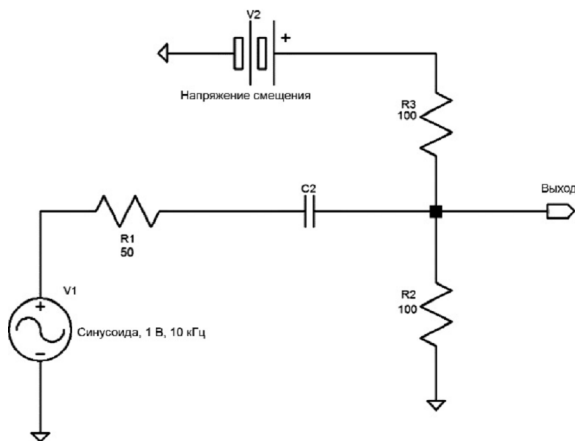 V2
+
Напряжение смещения
R3
100
C2
Выход
R1
50
R2
100
V1
+
Синусоида, 1 В, 10 кГц
−